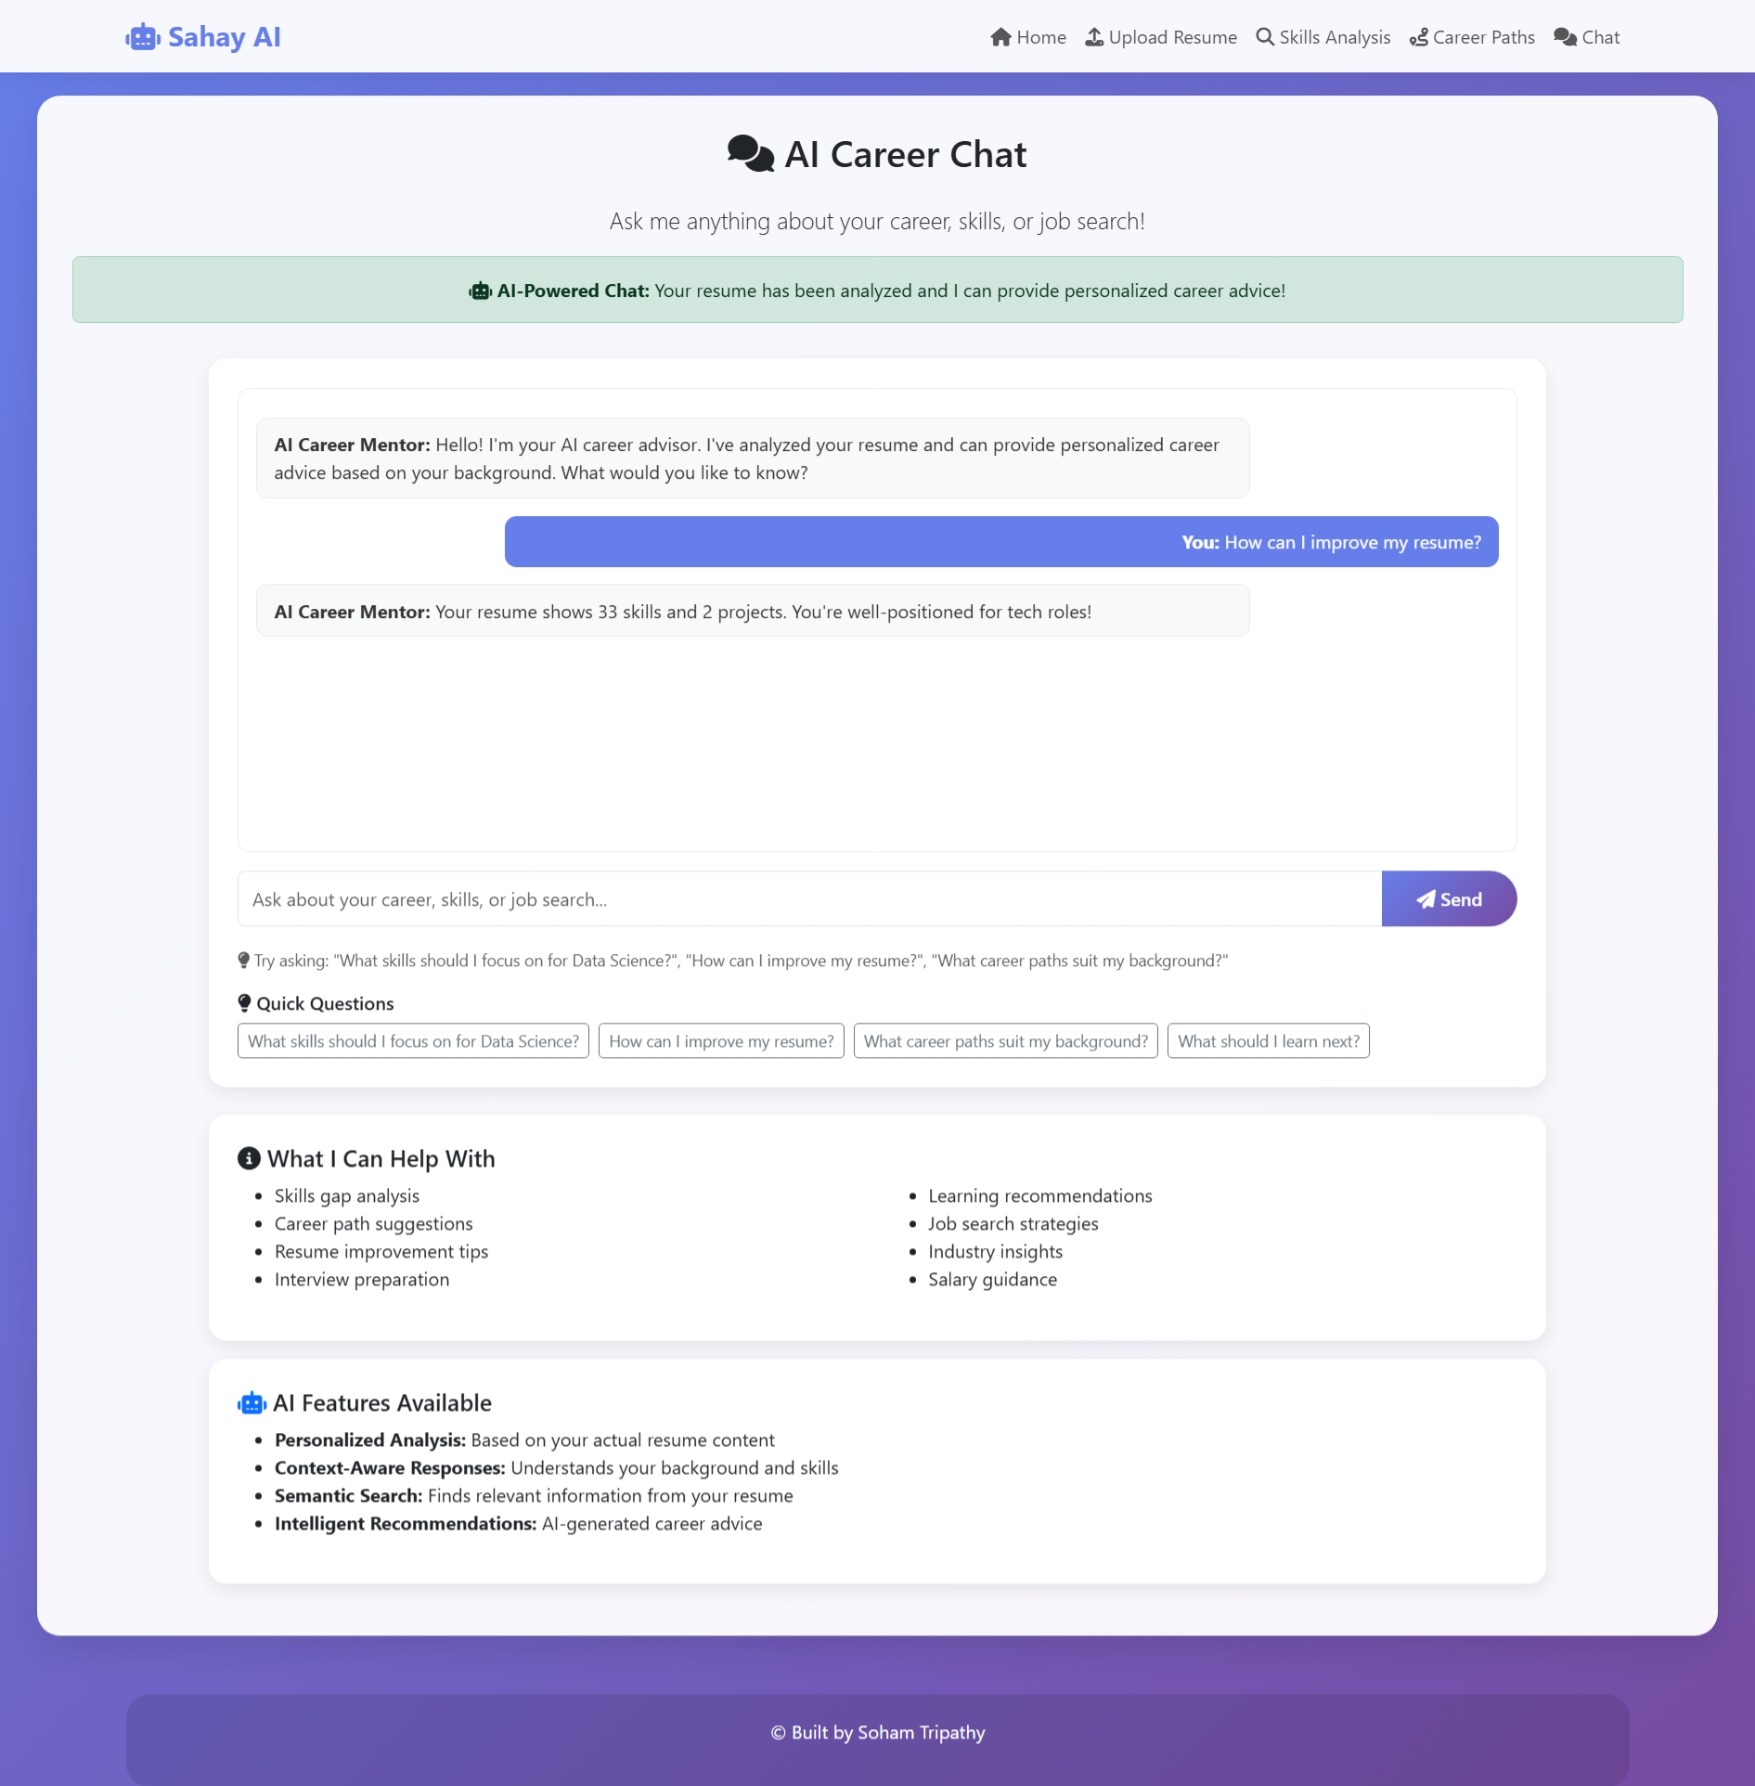 Sahay AI
Home Upload Resume Skills Analysis Career Paths Chat
AI Career Chat
Ask me anything about your career, skills, or job search!
AI-Powered Chat: Your resume has been analyzed and I can provide personalized career advice!
AI Career Mentor: Hello! I'm your AI career advisor. I've analyzed your resume and can provide personalized career
advice based on your background. What would you like to know?
You: How can I improve my resume?
AI Career Mentor: Your resume shows 33 skills and 2 projects. You're well-positioned for tech roles!
Ask about your career, skills, or job search...
Send
Try asking: "What skills should I focus on for Data Science?", "How can I improve my resume?", "What career paths suit my background?"
Quick Questions
What skills should I focus on for Data Science? How can I improve my resume? What career paths suit my background? What should I learn next?
What I Can Help With
Skills gap analysis
Career path suggestions
Resume improvement tips
Interview preparation
Learning recommendations
Job search strategies
Industry insights
Salary guidance
AI Features Available
Personalized Analysis: Based on your actual resume content
Context-Aware Responses: Understands your background and skills
Semantic Search: Finds relevant information from your resume
Intelligent Recommendations: AI-generated career advice
© Built by Soham Tripathy